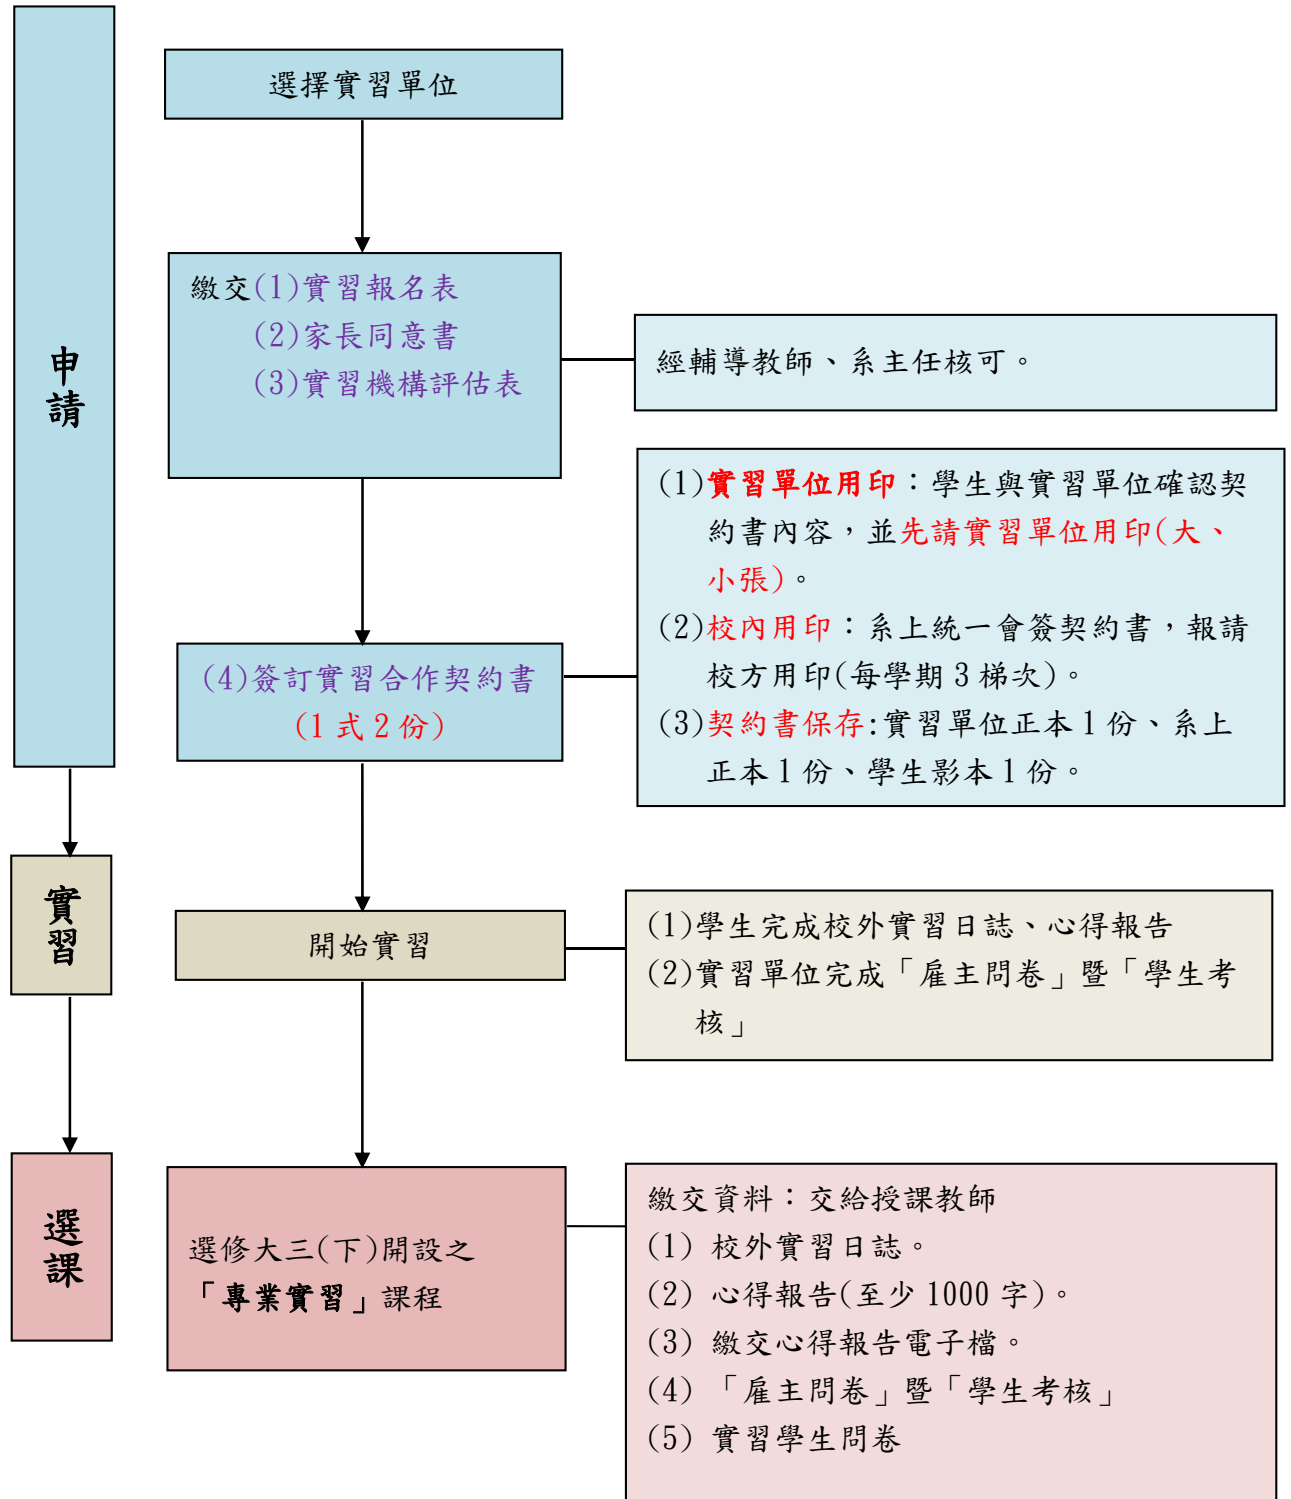 申請
選擇實習單位
繳交(1)實習報名表
(2)家長同意書
(3)實習機構評估表
經輔導教師、系主任核可。
(4)簽訂實習合作契約書
(1式2份)
(1)實習單位用印：學生與實習單位確認契
約書內容，並先請實習單位用印(大、
小張)。
(2)校內用印：系上統一會簽契約書，報請
校方用印(每學期3梯次)。
(3)契約書保存:實習單位正本1份、系上
正本1份、學生影本1份。
實習
開始實習
(1)學生完成校外實習日誌、心得報告
(2)實習單位完成「雇主問卷」暨「學生考
核」
選課
選修大三(下)開設之
「專業實習」課程
繳交資料：交給授課教師
(1) 校外實習日誌。
(2) 心得報告(至少1000字)。
(3) 繳交心得報告電子檔。
(4) 「雇主問卷」暨「學生考核」
(5) 實習學生問卷